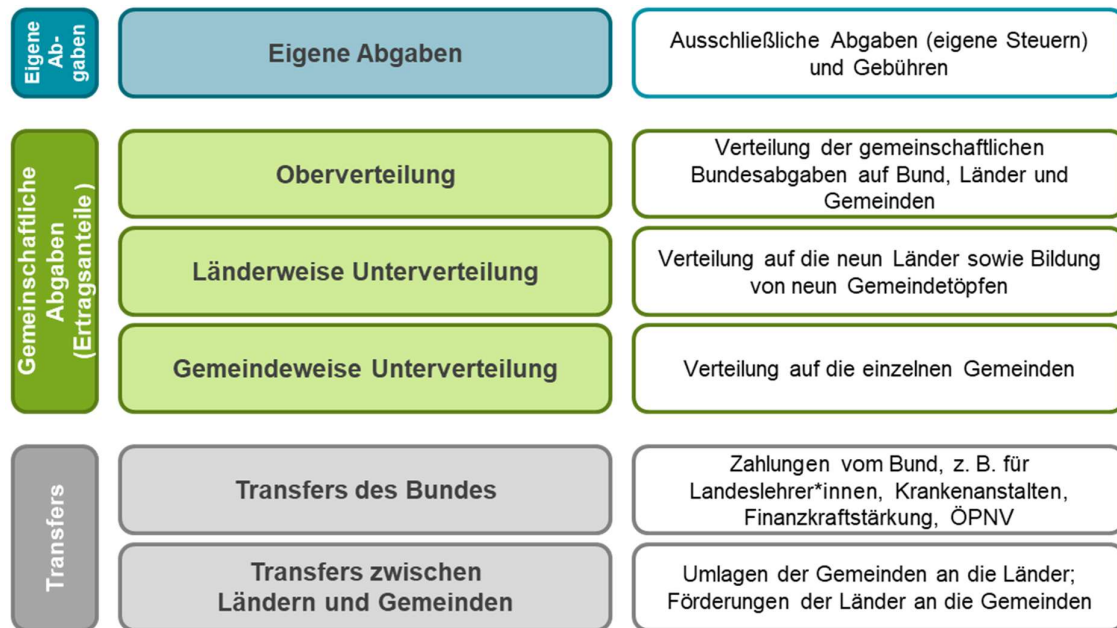 Eigene
Ab-
gaben
Eigene Abgaben
Ausschließliche Abgaben (eigene Steuern)
und Gebühren
Gemeinschaftliche
Abgaben
(Ertragsanteile)
Oberverteilung
Verteilung der gemeinschaftlichen
Bundesabgaben auf Bund, Länder und
Gemeinden
Länderweise Unterverteilung
Verteilung auf die neun Länder sowie Bildung
von neun Gemeindetöpfen
Gemeindeweise Unterverteilung
Verteilung auf die einzelnen Gemeinden
Transfers
Transfers des Bundes
Zahlungen vom Bund, z. B. für
Landeslehrer*innen, Krankenanstalten,
Finanzkraftstärkung, ÖPNV
Transfers zwischen
Ländern und Gemeinden
Umlagen der Gemeinden an die Länder;
Förderungen der Länder an die Gemeinden